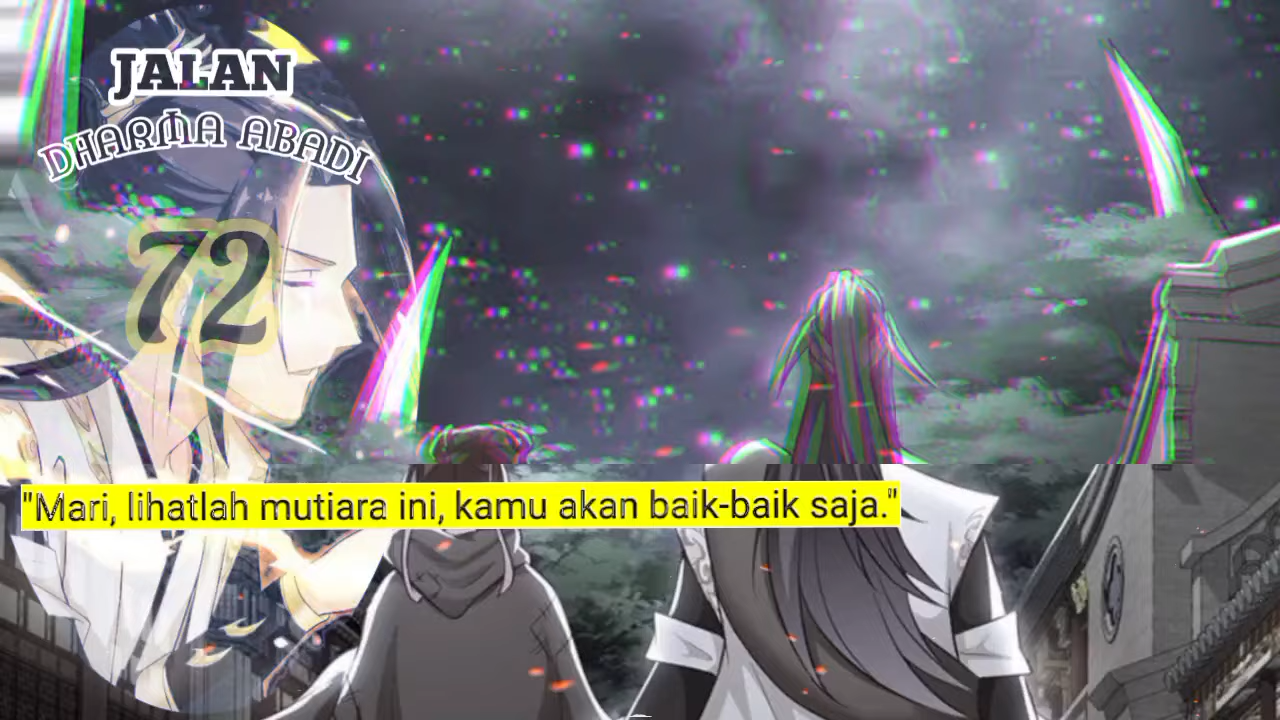 JALAN
DHARMA ABADI
72
"Mari, lihatlah mutiara ini, kamu akan baik-baik saja."